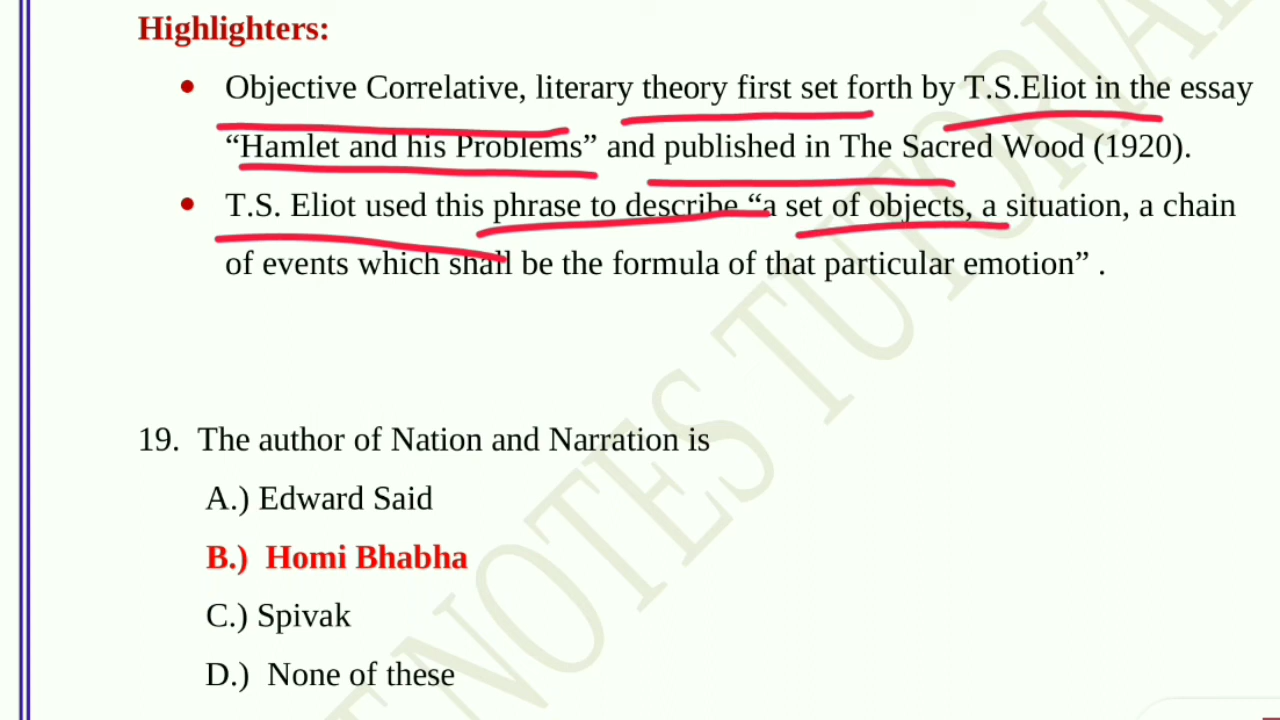 Highlighters:
• Objective Correlative, literary theory first set forth by T.S.Eliot in the essay
“Hamlet and his Problems” and published in The Sacred Wood (1920).
• T.S. Eliot used this phrase to describe “a set of objects, a situation, a chain
of events which shall be the formula of that particular emotion” .
19. The author of Nation and Narration is
A.) Edward Said
B.) Homi Bhabha
C.) Spivak
D.) None of these
NOTES TUTORIAL